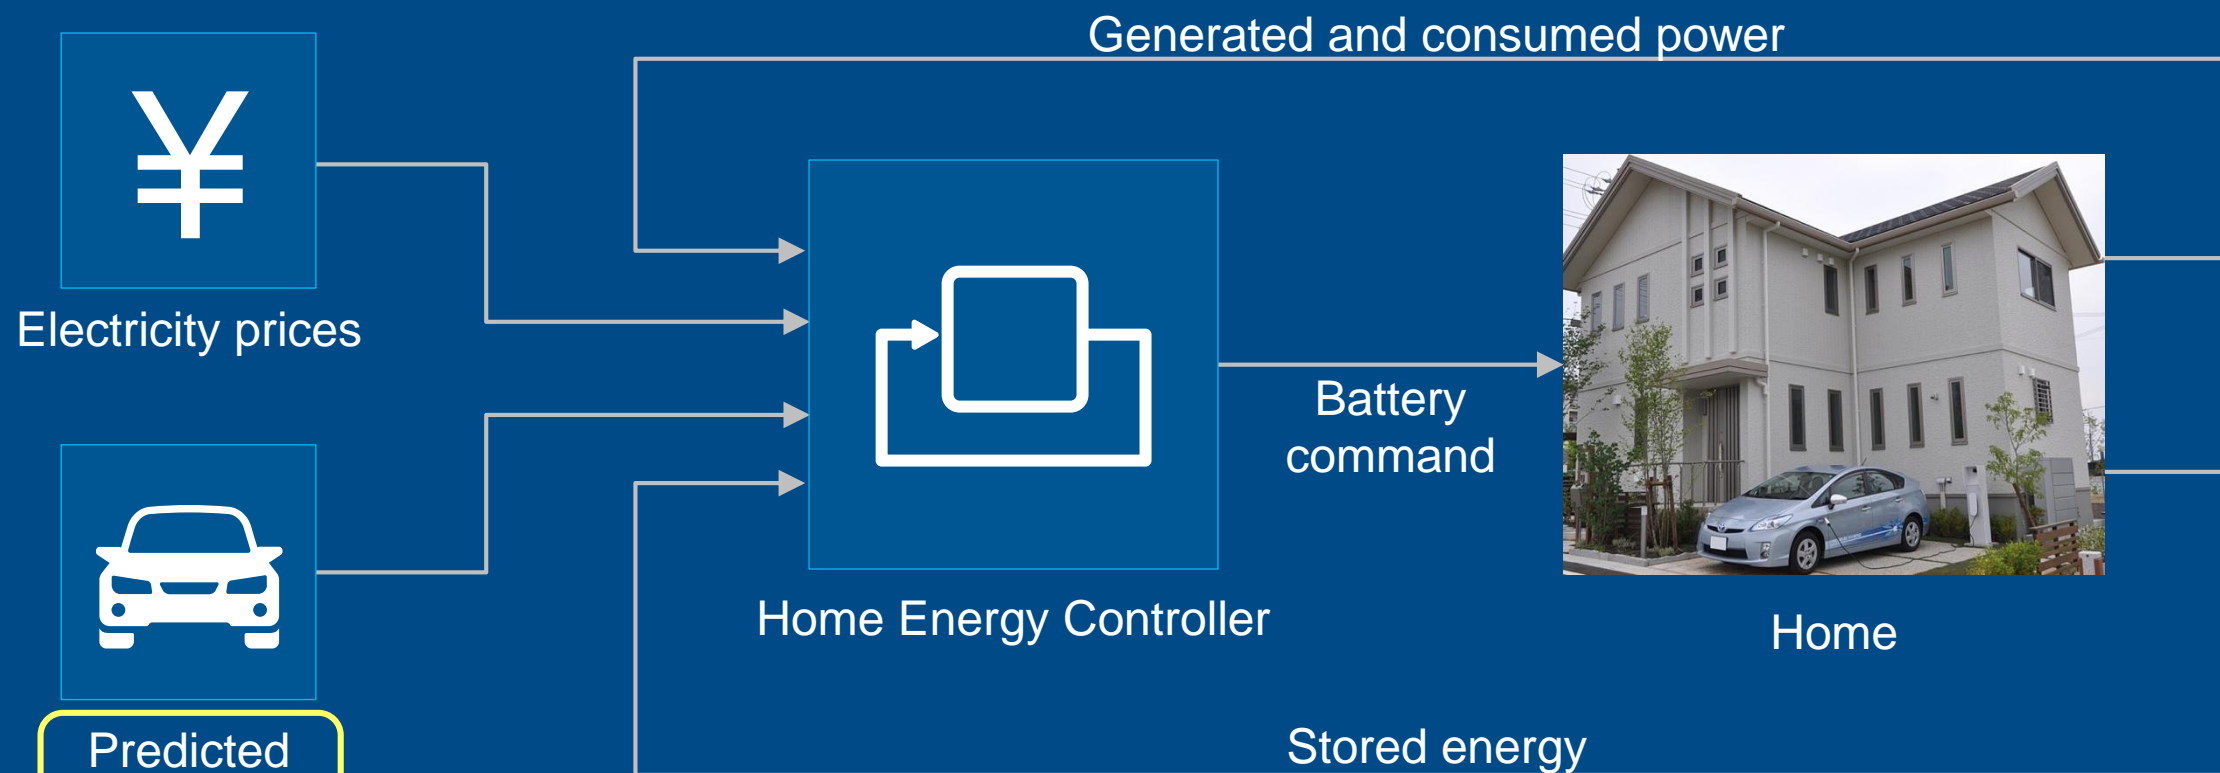 Generated and consumed power
¥
Electricity prices
Battery
command
Home Energy Controller
Home
Predicted
Stored energy